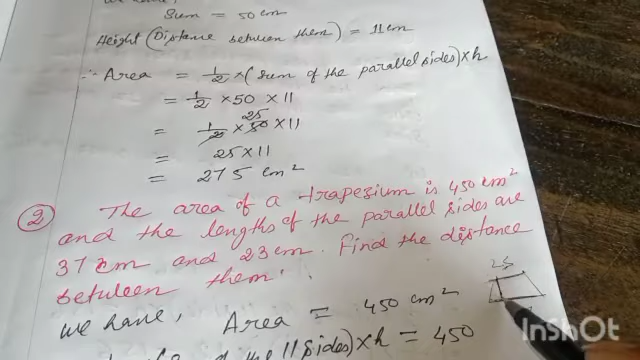 Sum = 50 cm
Height (Distance between them) = 11cm
∴ Area = 1/2 × (sum of the parallel sides) × h
= 1/2 × 50 × 11
25
= 1/2 × 50 × 11
= 25 × 11
= 275 cm²
② The area of a trapezium is 450 cm²
and the lengths of the parallel sides are
37 cm and 23 cm. Find the distance
between them.
we have, Area = 450 cm²
the || sides) × h = 450
InShOt